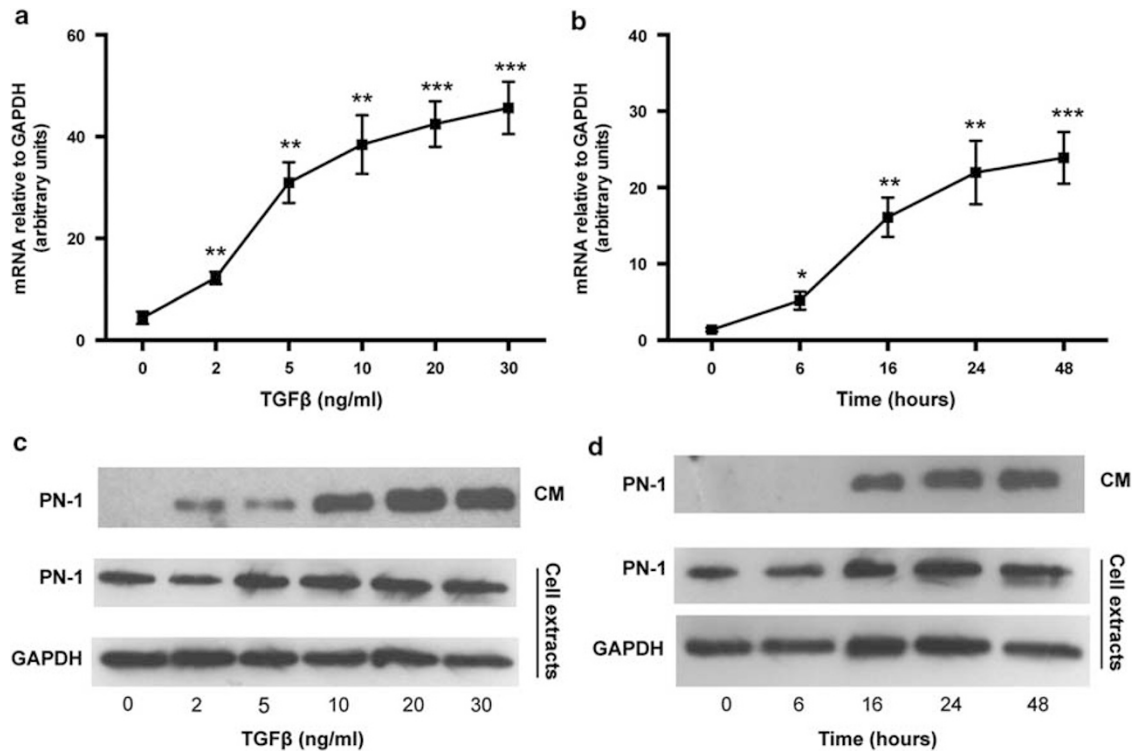 a
60
40
20
0
mRNA relative to GAPDH
(arbitrary units)
**
**
**
***
***
0 2 5 10 20 30
TGFβ (ng/ml)
b
40
30
20
10
0
mRNA relative to GAPDH
(arbitrary units)
*
**
**
***
0 6 16 24 48
Time (hours)
c
PN-1
CM
PN-1
GAPDH
Cell extracts
0 2 5 10 20 30
TGFβ (ng/ml)
d
PN-1
CM
PN-1
GAPDH
Cell extracts
0 6 16 24 48
Time (hours)